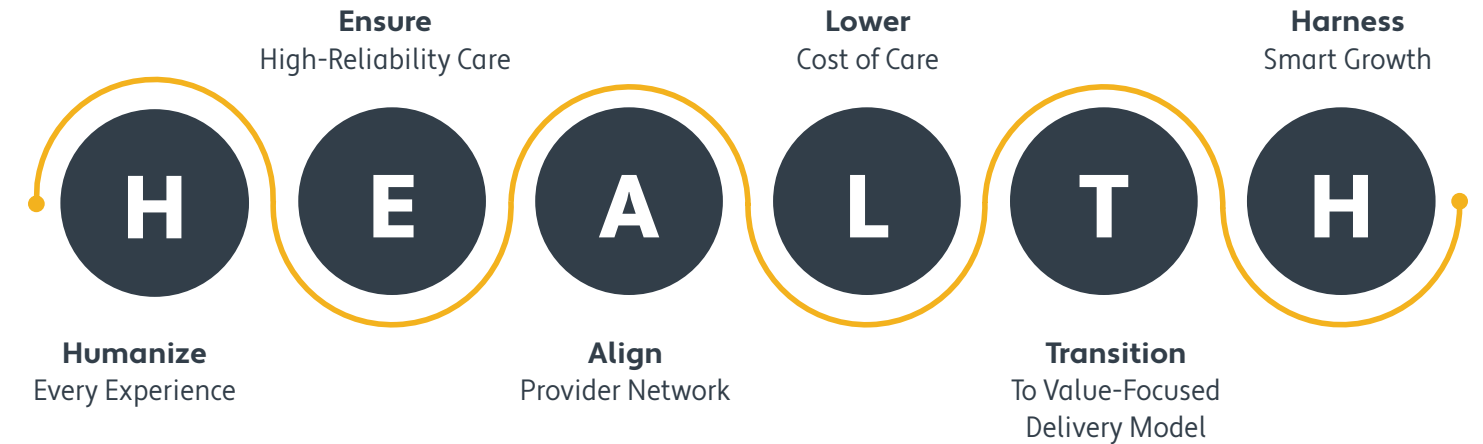 Ensure
High-Reliability Care
Lower
Cost of Care
Harness
Smart Growth
H
E
A
L
T
H
Humanize
Every Experience
Align
Provider Network
Transition
To Value-Focused
Delivery Model